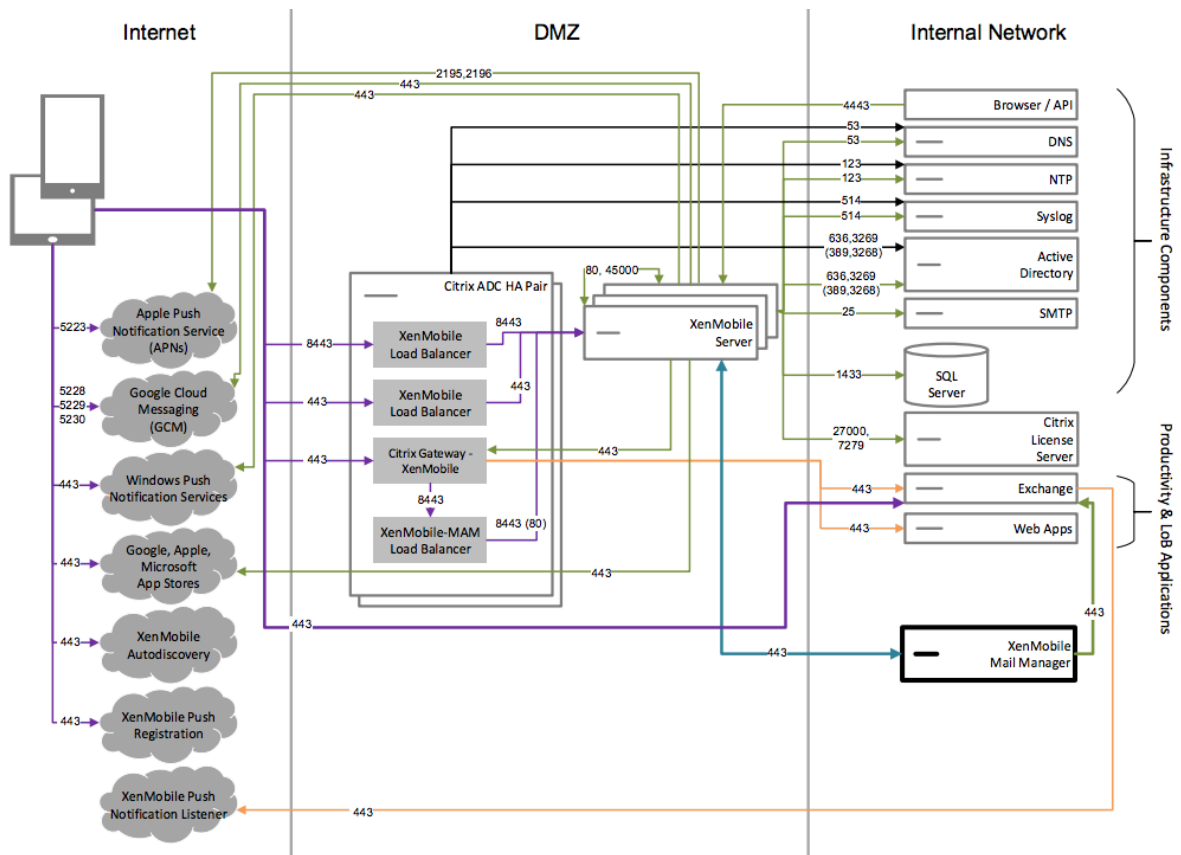 Internet
DMZ
Internal Network
2195,2196
443
443
4443
Browser / API
53
53
DNS
123
123
NTP
514
514
Syslog
636,3269
(389,3268)
636,3269
(389,3268)
Active
Directory
25
SMTP
1433
SQL
Server
27000,
7279
Citrix
License
Server
443
Exchange
443
Web Apps
443
XenMobile
Mail Manager
443
Infrastructure Components
Productivity & LoB Applications
Citrix ADC HA Pair
80, 45000
XenMobile
Server
8443
XenMobile
Load Balancer
8443
443
XenMobile
Load Balancer
443
443
Citrix Gateway -
XenMobile
443
8443
XenMobile-MAM
Load Balancer
8443 (80)
443
443
5223
Apple Push
Notification Service
(APNs)
5228
5229
5230
Google Cloud
Messaging
(GCM)
443
Windows Push
Notification Services
443
Google, Apple,
Microsoft
App Stores
443
XenMobile
Autodiscovery
443
XenMobile Push
Registration
XenMobile Push
Notification Listener
443